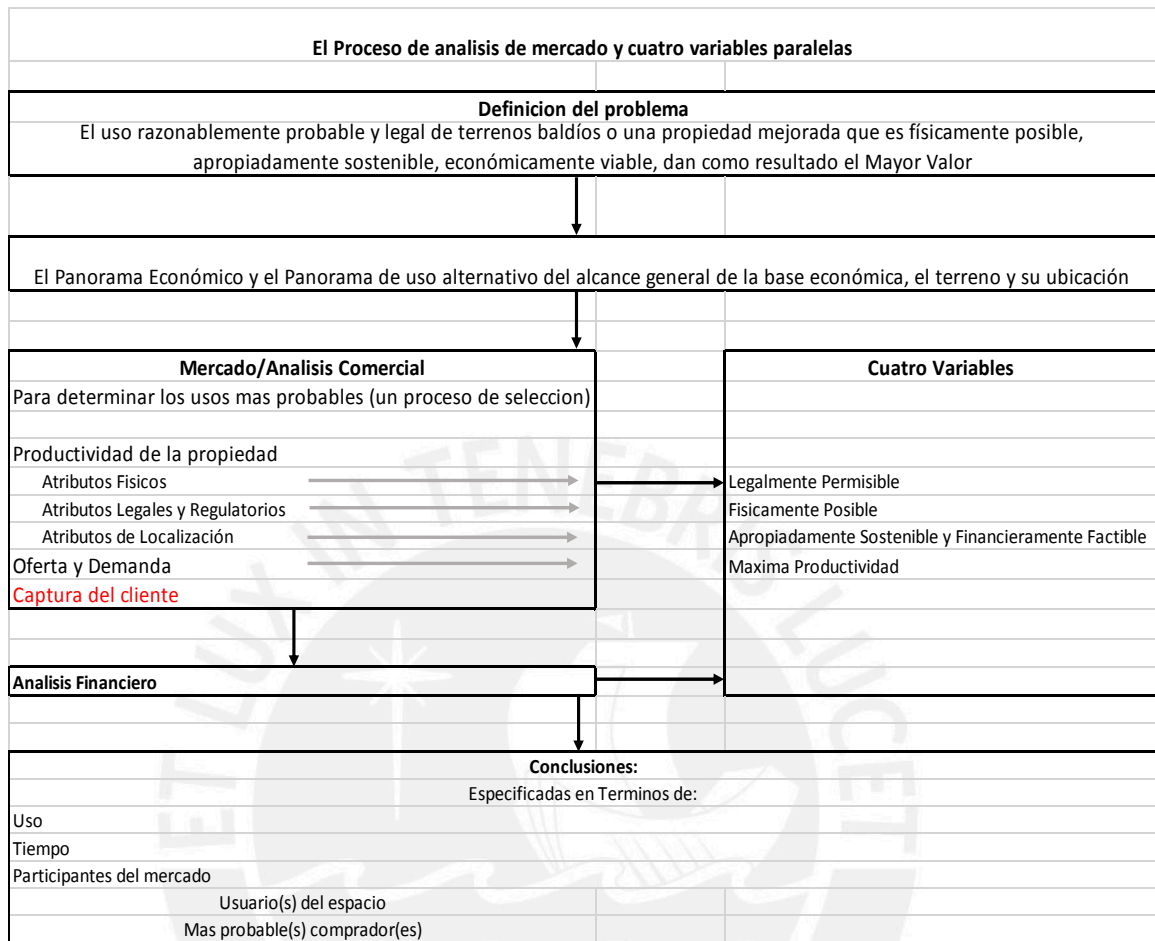 El Proceso de analisis de mercado y cuatro variables paralelas
Definicion del problema
El uso razonablemente probable y legal de terrenos baldíos o una propiedad mejorada que es físicamente posible,
apropiadamente sostenible, económicamente viable, dan como resultado el Mayor Valor
El Panorama Económico y el Panorama de uso alternativo del alcance general de la base económica, el terreno y su ubicación
Mercado/Analisis Comercial
Para determinar los usos mas probables (un proceso de seleccion)
Productividad de la propiedad
Atributos Fisicos
Atributos Legales y Regulatorios
Atributos de Localización
Oferta y Demanda
Captura del cliente
Cuatro Variables
Legalmente Permisible
Fisicamente Posible
Apropiadamente Sostenible y Financieramente Factible
Maxima Productividad
Analisis Financiero
Conclusiones:
Especificadas en Terminos de:
Uso
Tiempo
Participantes del mercado
Usuario(s) del espacio
Mas probable(s) comprador(es)
ET LUX IN TENEBRIS LUCET